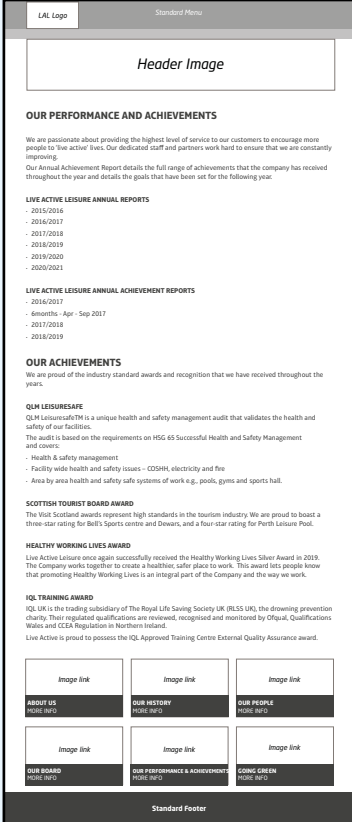 LAL Logo
Standard Menu
Header Image
OUR PERFORMANCE AND ACHIEVEMENTS
We are passionate about providing the highest level of service to our customers to encourage more
people to 'live active' lives. Our dedicated staff and partners work hard to ensure that we are constantly
improving.
Our Annual Achievement Report details the full range of achievements that the company has received
throughout the year and details the goals that have been set for the following year.
LIVE ACTIVE LEISURE ANNUAL REPORTS
- 2015/2016
- 2016/2017
- 2017/2018
- 2018/2019
- 2019/2020
- 2020/2021
LIVE ACTIVE LEISURE ANNUAL ACHIEVEMENT REPORTS
- 2016/2017
- 6months - Apr - Sep 2017
- 2017/2018
- 2018/2019
OUR ACHIEVEMENTS
We are proud of the industry standard awards and recognition that we have received throughout the
years.
QLM LEISURESAFE
QLM LeisuresafeTM is a unique health and safety management audit that validates the health and
safety of our facilities.
The audit is based on the requirements on HSG 65 Successful Health and Safety Management
and covers:
- Health & safety management
- Facility wide health and safety issues – COSHH, electricity and fire
- Area by area health and safety safe systems of work e.g., pools, gyms and sports hall.
SCOTTISH TOURIST BOARD AWARD
The Visit Scotland awards represent high standards in the tourism industry. We are proud to boast a
three-star rating for Bell's Sports centre and Dewars, and a four-star rating for Perth Leisure Pool.
HEALTHY WORKING LIVES AWARD
Live Active Leisure once again successfully received the Healthy Working Lives Silver Award in 2019.
The Company works together to create a healthier, safer place to work. This award lets people know
that promoting Healthy Working Lives is an integral part of the Company and the way we work.
IQL TRAINING AWARD
IQL UK is the trading subsidiary of The Royal Life Saving Society UK (RLSS UK), the drowning prevention
charity. Their regulated qualifications are reviewed, recognised and monitored by Ofqual, Qualifications
Wales and CCEA Regulation in Northern Ireland.
Live Active is proud to possess the IQL Approved Training Centre External Quality Assurance award.
Image link
ABOUT US
MORE INFO
Image link
OUR HISTORY
MORE INFO
Image link
OUR PEOPLE
MORE INFO
Image link
OUR BOARD
MORE INFO
Image link
OUR PERFORMANCE & ACHIEVEMENTS
MORE INFO
Image link
GOING GREEN
MORE INFO
Standard Footer